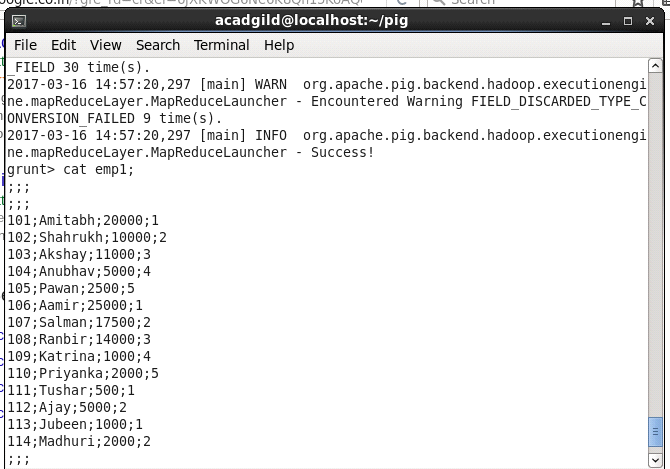 acadgild@localhost:~/pig
File Edit View Search Terminal Help
_FIELD 30 time(s).
2017-03-16 14:57:20,297 [main] WARN  org.apache.pig.backend.hadoop.executionengi
ne.mapReduceLayer.MapReduceLauncher - Encountered Warning FIELD_DISCARDED_TYPE_C
ONVERSION_FAILED 9 time(s).
2017-03-16 14:57:20,297 [main] INFO  org.apache.pig.backend.hadoop.executionengi
ne.mapReduceLayer.MapReduceLauncher - Success!
grunt> cat emp1;
;;;
;;;
101;Amitabh;20000;1
102;Shahrukh;10000;2
103;Akshay;11000;3
104;Anubhav;5000;4
105;Pawan;2500;5
106;Aamir;25000;1
107;Salman;17500;2
108;Ranbir;14000;3
109;Katrina;1000;4
110;Priyanka;2000;5
111;Tushar;500;1
112;Ajay;5000;2
113;Jubeen;1000;1
114;Madhuri;2000;2
;;;